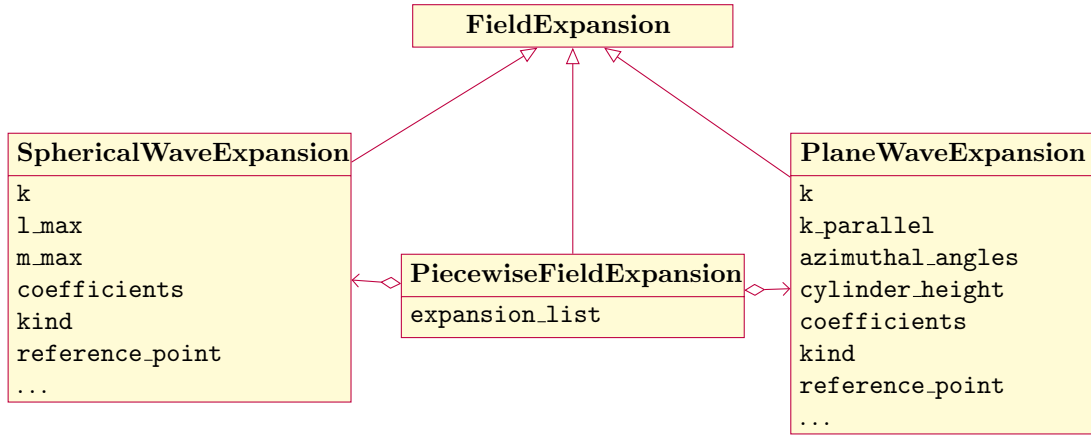 FieldExpansion
SphericalWaveExpansion
k
l_max
m_max
coefficients
kind
reference_point
...
PiecewiseFieldExpansion
expansion_list
PlaneWaveExpansion
k
k_parallel
azimuthal_angles
cylinder_height
coefficients
kind
reference_point
...